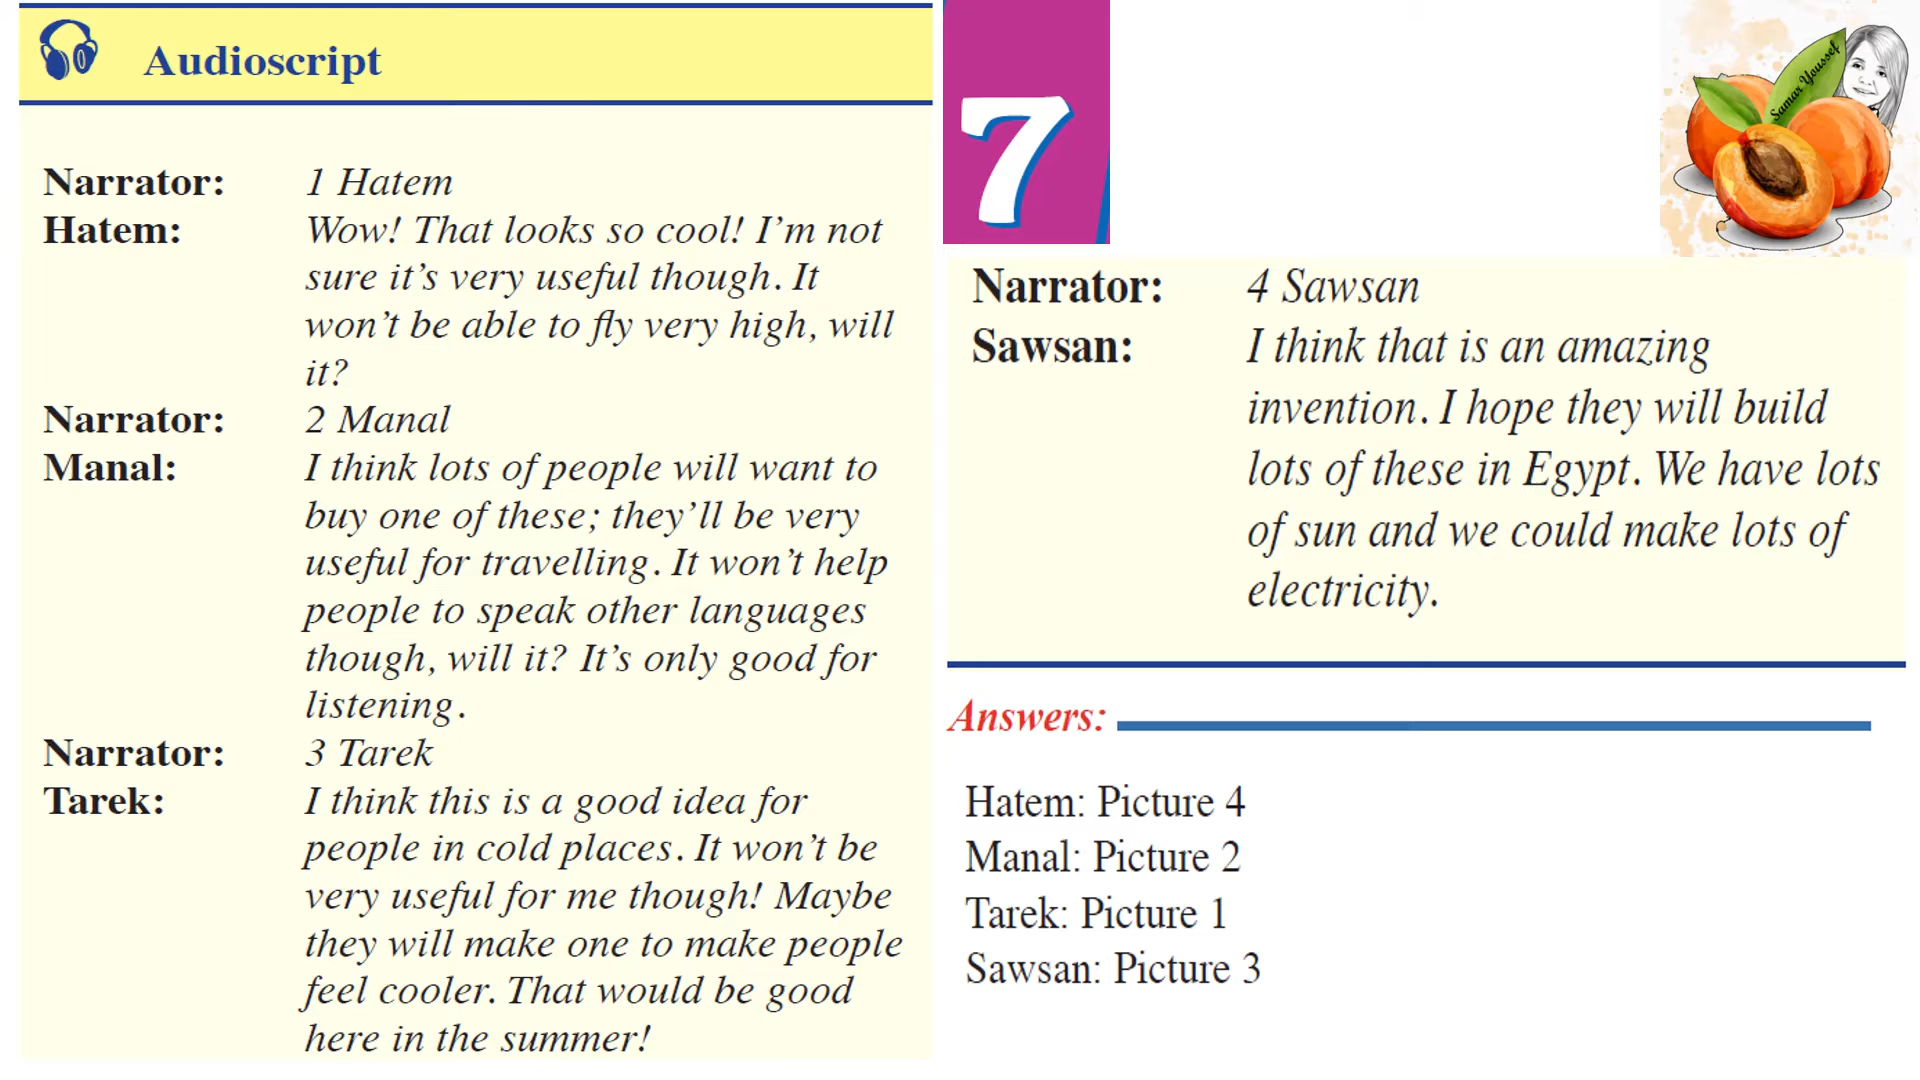 Audioscript
Narrator: 1 Hatem
Hatem: Wow! That looks so cool! I'm not
sure it's very useful though. It
won't be able to fly very high, will
it?
Narrator: 2 Manal
Manal: I think lots of people will want to
buy one of these; they'll be very
useful for travelling. It won't help
people to speak other languages
though, will it? It's only good for
listening.
Narrator: 3 Tarek
Tarek: I think this is a good idea for
people in cold places. It won't be
very useful for me though! Maybe
they will make one to make people
feel cooler. That would be good
here in the summer!
7
Samar Youssef
Narrator: 4 Sawsan
Sawsan: I think that is an amazing
invention. I hope they will build
lots of these in Egypt. We have lots
of sun and we could make lots of
electricity.
Answers:
Hatem: Picture 4
Manal: Picture 2
Tarek: Picture 1
Sawsan: Picture 3